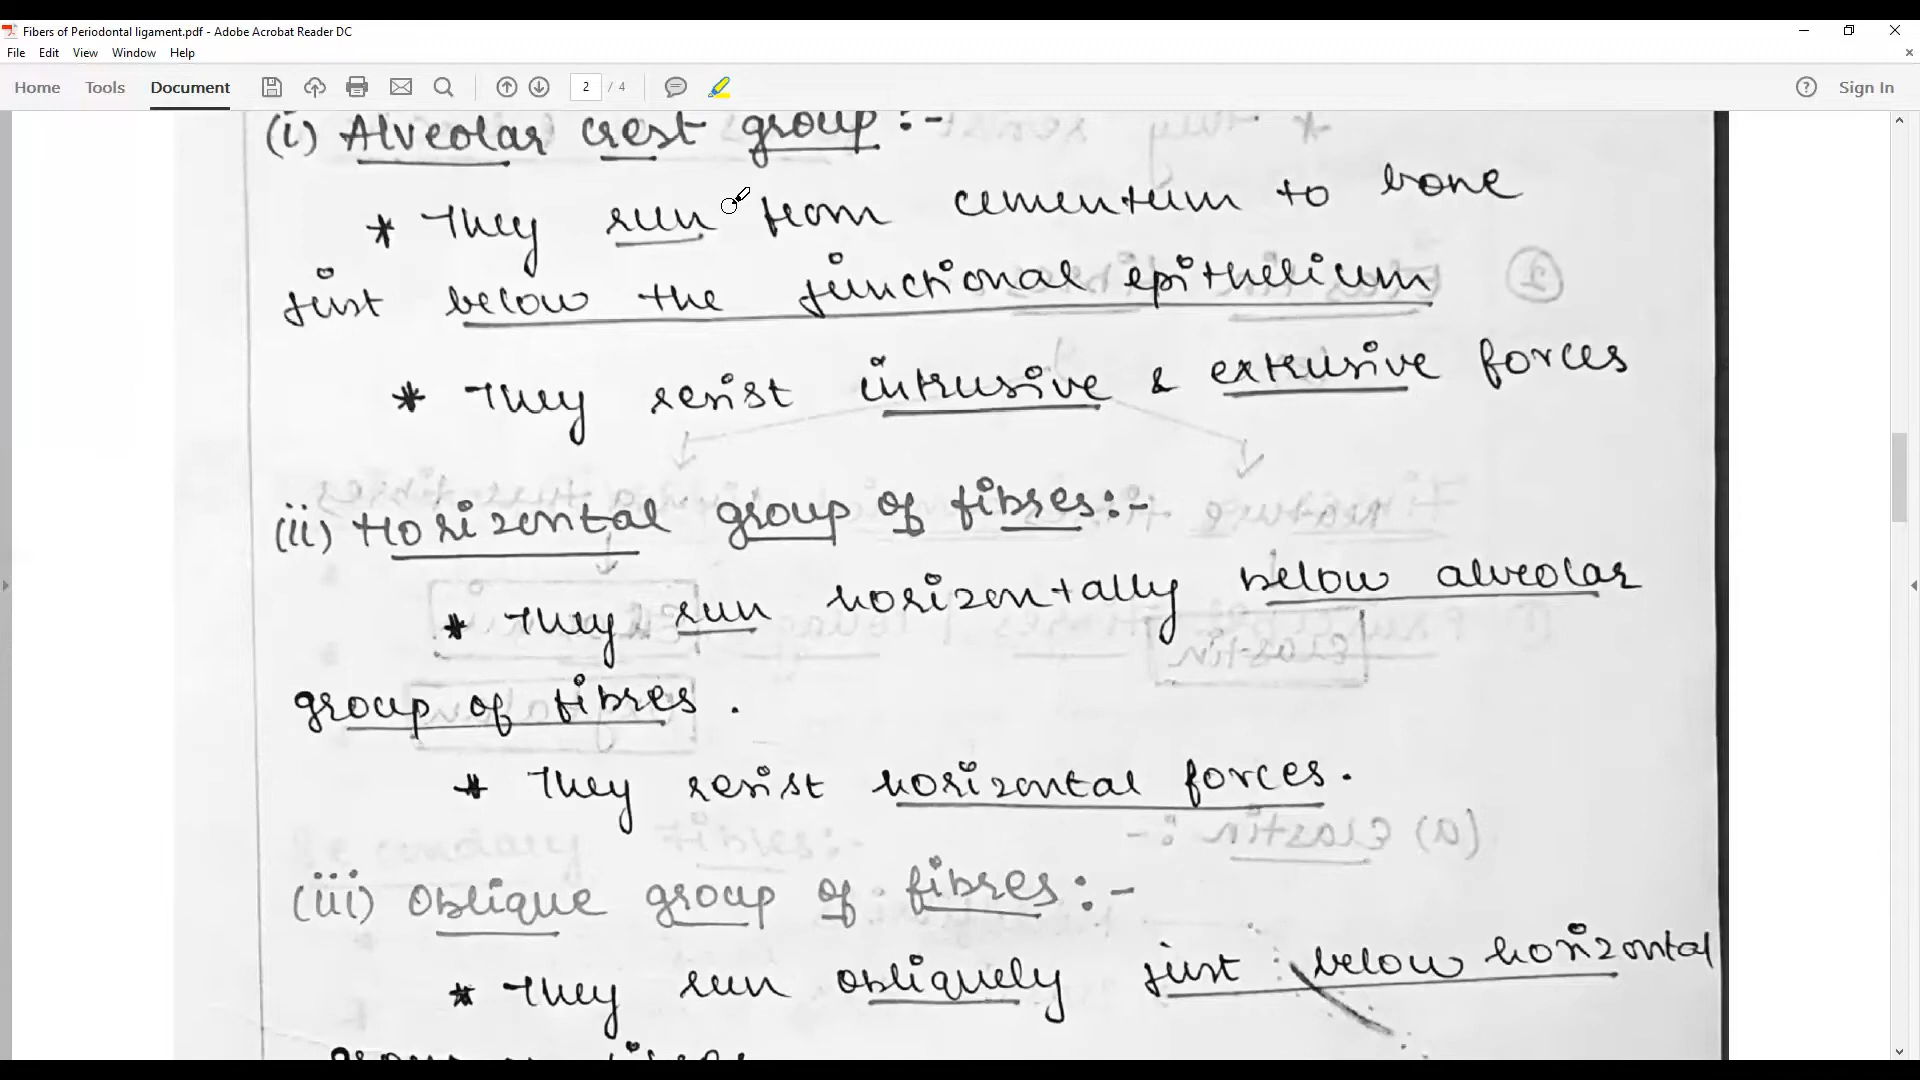 Fibers of Periodontal ligament.pdf - Adobe Acrobat Reader DC
File Edit View Window Help
Home Tools Document 2 / 4 Sign In
(i) Alveolar crest group :-
* They run from cementum to bone
just below the junctional epithelium
* They resist intrusive & extrusive forces
(ii) Horizontal group of fibres :-
* They run horizontally below alveolar
group of fibres .
* They resist horizontal forces.
(iii) Oblique group of fibres :-
* They run obliquely just below horizontal